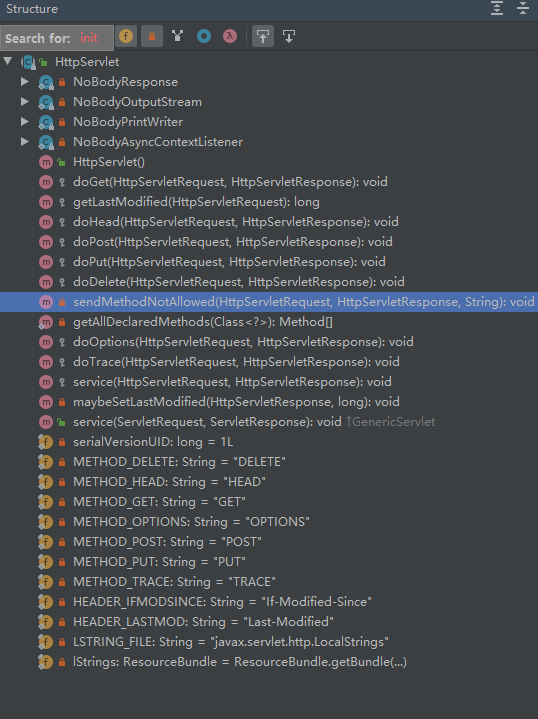 Structure
Search for: init
HttpServlet
NoBodyResponse
NoBodyOutputStream
NoBodyPrintWriter
NoBodyAsyncContextListener
HttpServlet()
doGet(HttpServletRequest, HttpServletResponse): void
getLastModified(HttpServletRequest): long
doHead(HttpServletRequest, HttpServletResponse): void
doPost(HttpServletRequest, HttpServletResponse): void
doPut(HttpServletRequest, HttpServletResponse): void
doDelete(HttpServletRequest, HttpServletResponse): void
sendMethodNotAllowed(HttpServletRequest, HttpServletResponse, String): void
getAllDeclaredMethods(Class<?>): Method[]
doOptions(HttpServletRequest, HttpServletResponse): void
doTrace(HttpServletRequest, HttpServletResponse): void
service(HttpServletRequest, HttpServletResponse): void
maybeSetLastModified(HttpServletResponse, long): void
service(ServletRequest, ServletResponse): void ↑GenericServlet
serialVersionUID: long = 1L
METHOD_DELETE: String = "DELETE"
METHOD_HEAD: String = "HEAD"
METHOD_GET: String = "GET"
METHOD_OPTIONS: String = "OPTIONS"
METHOD_POST: String = "POST"
METHOD_PUT: String = "PUT"
METHOD_TRACE: String = "TRACE"
HEADER_IFMODSINCE: String = "If-Modified-Since"
HEADER_LASTMOD: String = "Last-Modified"
LSTRING_FILE: String = "javax.servlet.http.LocalStrings"
lStrings: ResourceBundle = ResourceBundle.getBundle(...)